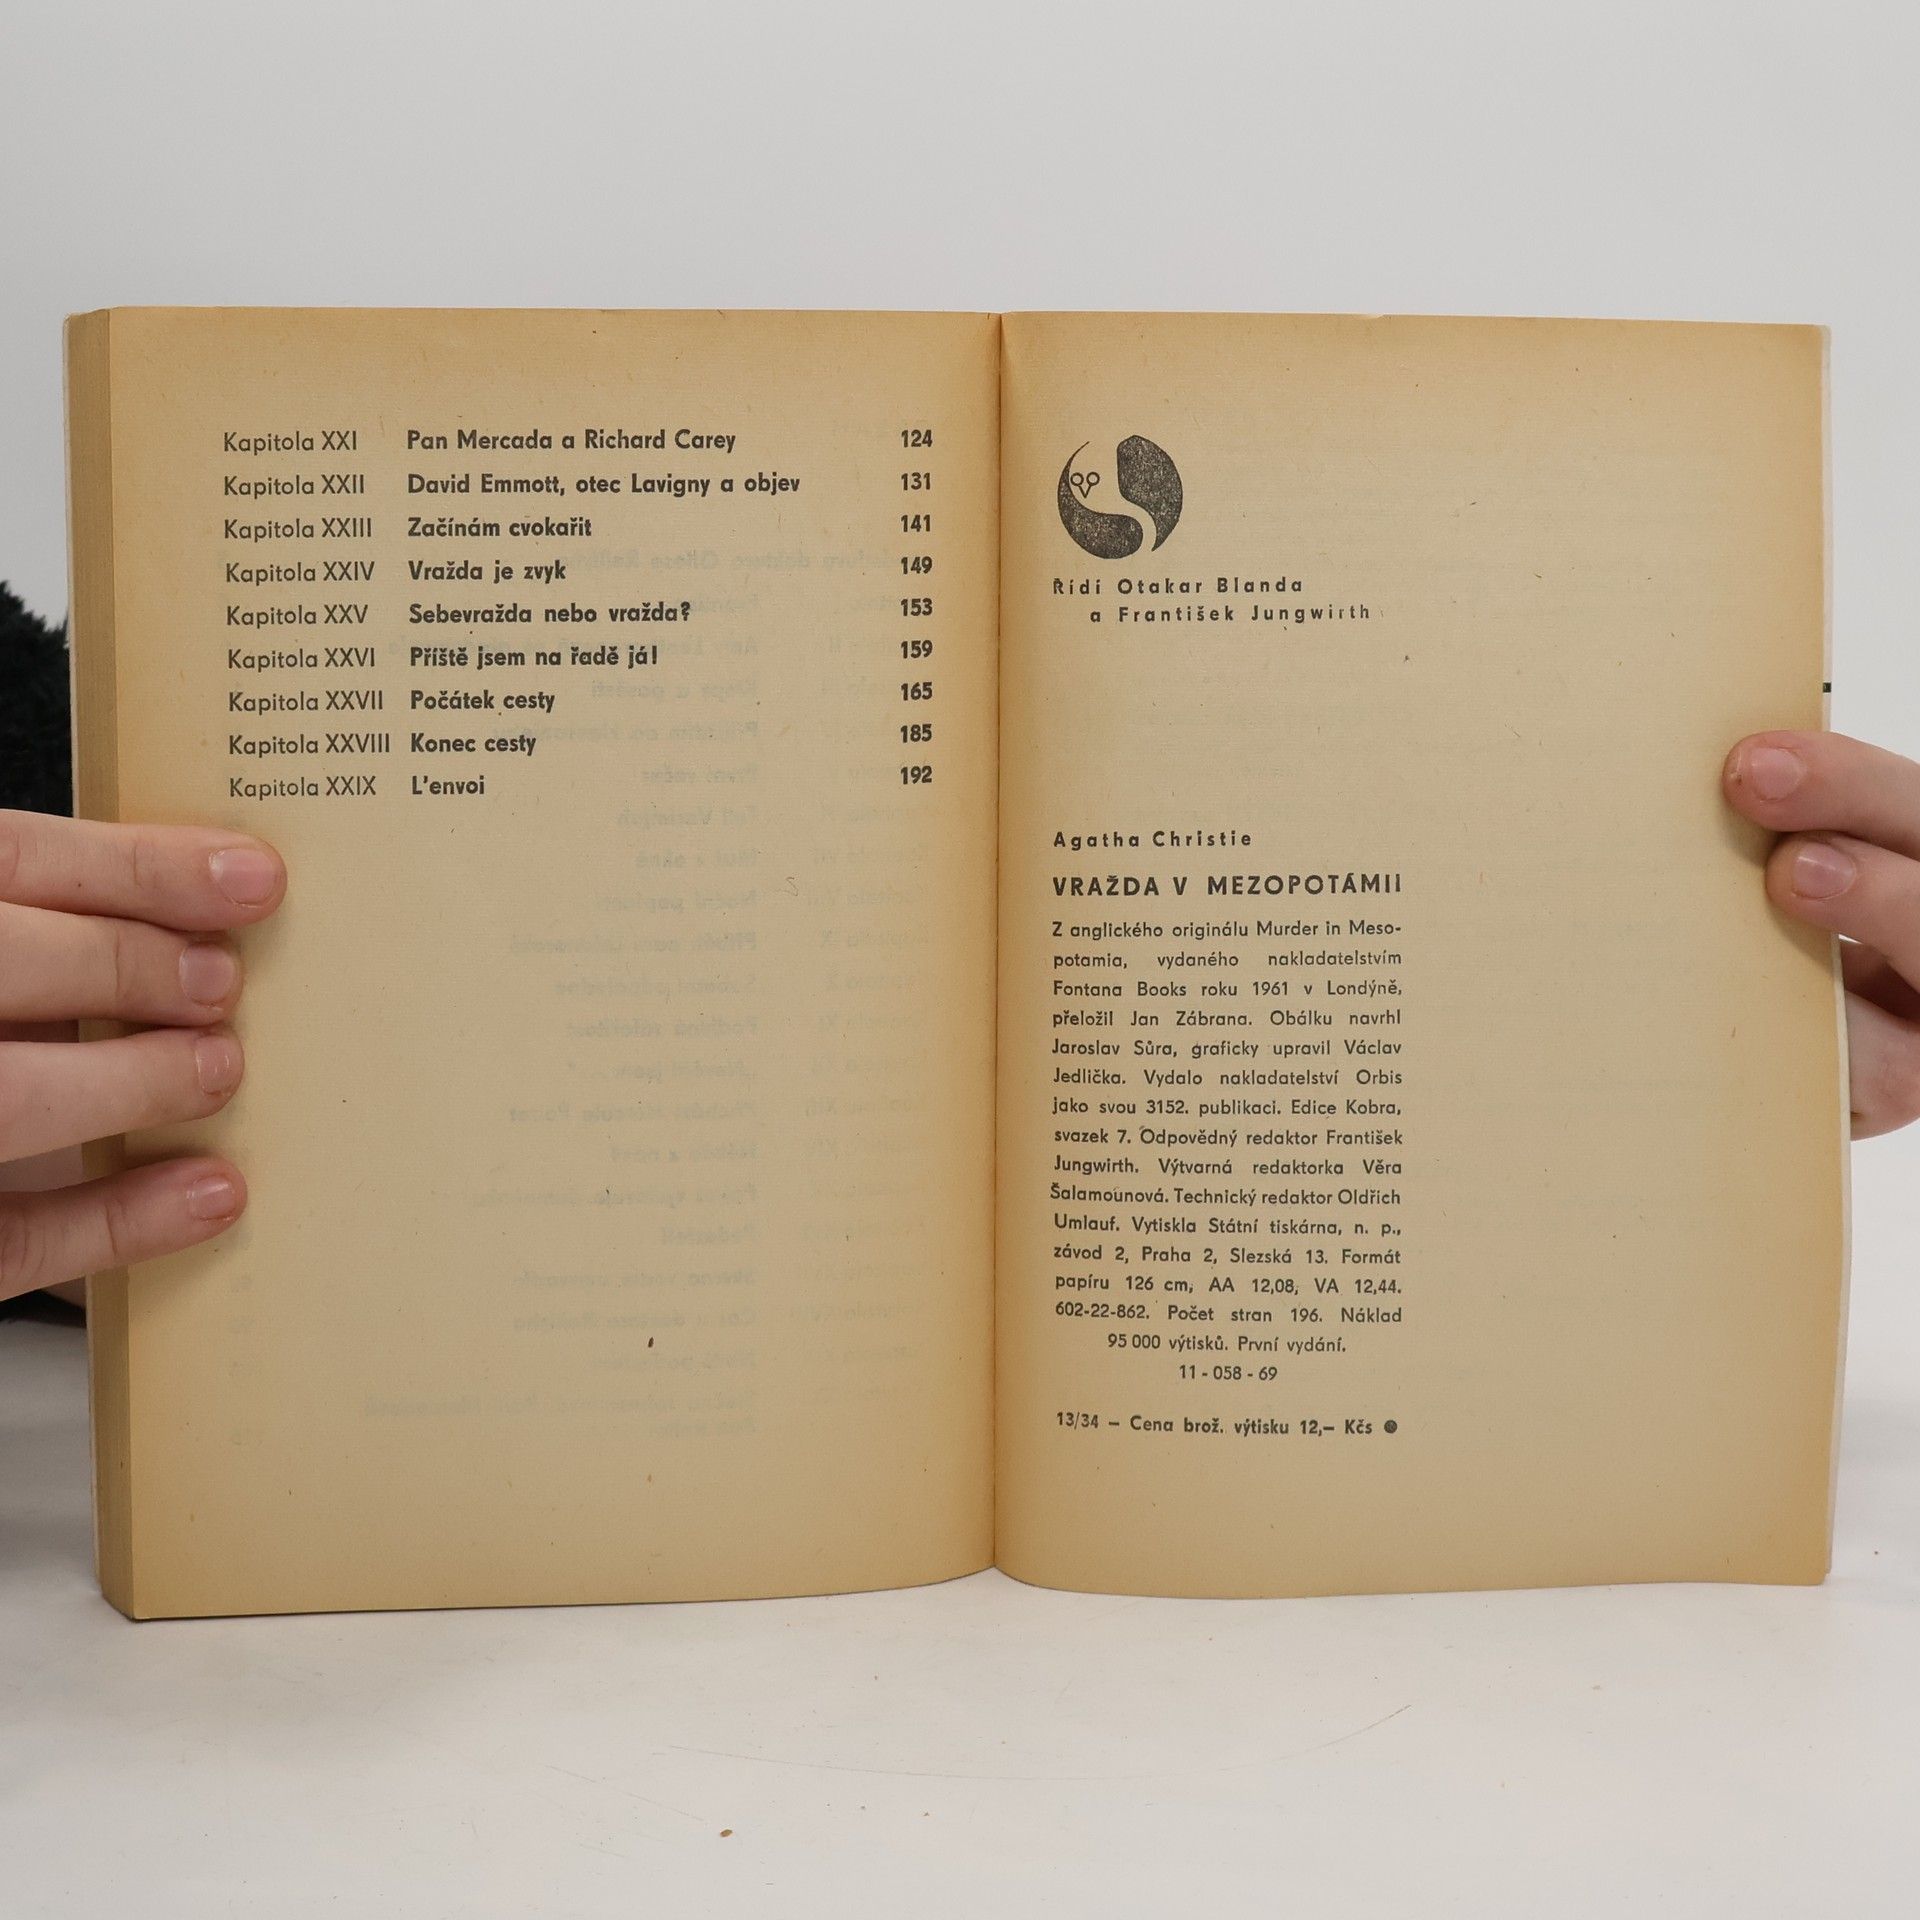 Kapitola XXI Pan Mercada a Richard Carey 124
Kapitola XXII David Emmott, otec Lavigny a objev 131
Kapitola XXIII Začínám cvokařit 141
Kapitola XXIV Vražda je zvyk 149
Kapitola XXV Sebevražda nebo vražda? 153
Kapitola XXVI Příště jsem na řadě já! 159
Kapitola XXVII Počátek cesty 165
Kapitola XXVIII Konec cesty 185
Kapitola XXIX L'envoi 192
Řídí Otakar Blanda
a František Jungwirth
Agatha Christie
VRAŽDA V MEZOPOTÁMII
Z anglického originálu Murder in Meso-
potamia, vydaného nakladatelstvím
Fontana Books roku 1961 v Londýně,
přeložil Jan Zábrana. Obálku navrhl
Jaroslav Sůra, graficky upravil Václav
Jedlička. Vydalo nakladatelství Orbis
jako svou 3152. publikaci. Edice Kobra,
svazek 7. Odpovědný redaktor František
Jungwirth. Výtvarná redaktorka Věra
Šalamounová. Technický redaktor Oldřich
Umlauf. Vytiskla Státní tiskárna, n. p.,
závod 2, Praha 2, Slezská 13. Formát
papíru 126 cm, AA 12,08, VA 12,44.
602-22-862. Počet stran 196. Náklad
95 000 výtisků. První vydání.
11 - 058 - 69
13/34 – Cena brož. výtisku 12,– Kčs ●